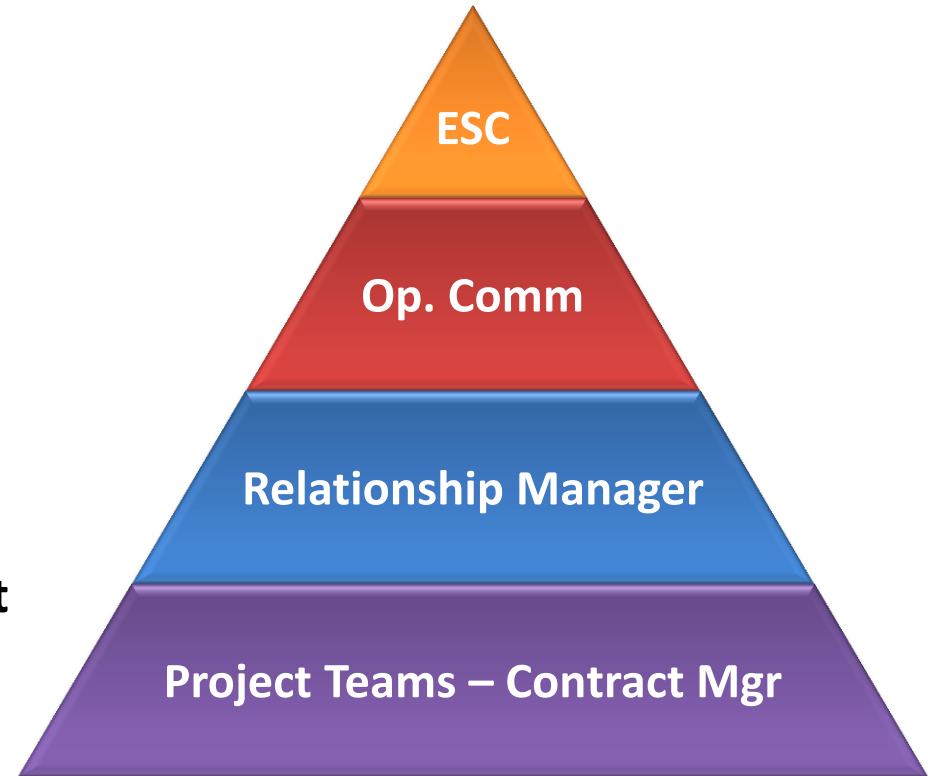 ESC
Op. Comm
Relationship Manager
t
Project Teams – Contract Mgr